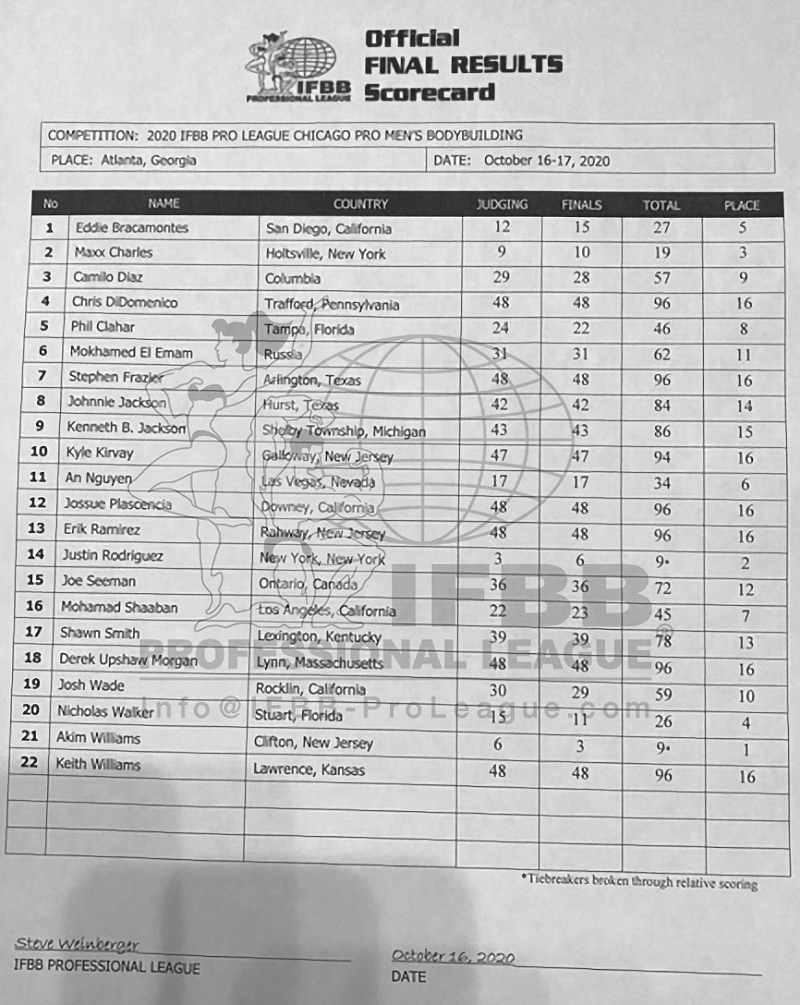 Official
FINAL RESULTS
Scorecard
IFBB
PROFESSIONAL LEAGUE
COMPETITION: 2020 IFBB PRO LEAGUE CHICAGO PRO MEN'S BODYBUILDING
PLACE: Atlanta, Georgia DATE: October 16-17, 2020
No NAME COUNTRY JUDGING FINALS TOTAL PLACE
1 Eddie Bracamontes San Diego, California 12 15 27 5
2 Maxx Charles Holtsville, New York 9 10 19 3
3 Camilo Diaz Columbia 29 28 57 9
4 Chris DiDomenico Trafford, Pennsylvania 48 48 96 16
5 Phil Clahar Tampa, Florida 24 22 46 8
6 Mokhamed El Emam Russia 31 31 62 11
7 Stephen Frazier Arlington, Texas 48 48 96 16
8 Johnnie Jackson Hurst, Texas 42 42 84 14
9 Kenneth B. Jackson Shelby Township, Michigan 43 43 86 15
10 Kyle Kirvay Galloway, New Jersey 47 47 94 16
11 An Nguyen Las Vegas, Nevada 17 17 34 6
12 Jossue Plascencia Downey, California 48 48 96 16
13 Erik Ramirez Rahway, New Jersey 48 48 96 16
14 Justin Rodriguez New York, New York 3 6 9* 2
15 Joe Seeman Ontario, Canada 36 36 72 12
16 Mohamad Shaaban Los Angeles, California 22 23 45 7
17 Shawn Smith Lexington, Kentucky 39 39 78 13
18 Derek Upshaw Morgan Lynn, Massachusetts 48 48 96 16
19 Josh Wade Rocklin, California 30 29 59 10
20 Nicholas Walker Stuart, Florida 15 11 26 4
21 Akim Williams Clifton, New Jersey 6 3 9* 1
22 Keith Williams Lawrence, Kansas 48 48 96 16
IFBB
PROFESSIONAL LEAGUE®
Info@IFBB-ProLeague.com
*Tiebreakers broken through relative scoring
Steve Weinberger October 16, 2020
IFBB PROFESSIONAL LEAGUE DATE